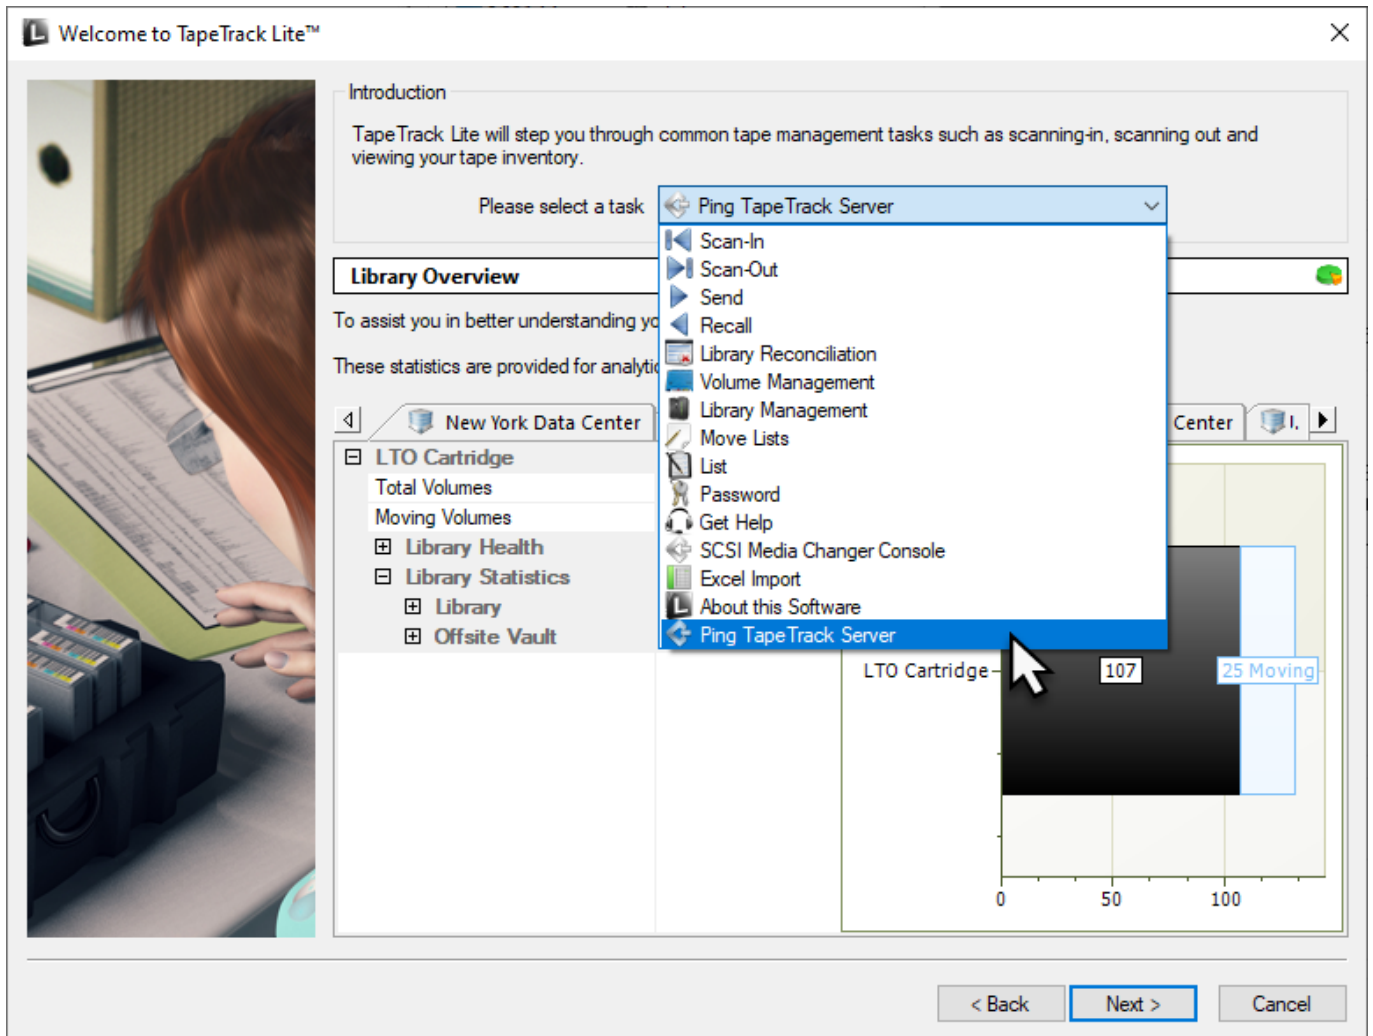 Welcome to TapeTrack Lite™
Introduction
TapeTrack Lite will step you through common tape management tasks such as scanning-in, scanning out and
viewing your tape inventory.
Please select a task
Ping TapeTrack Server
Scan-In
Scan-Out
Send
Recall
Library Reconciliation
Volume Management
Library Management
Move Lists
List
Password
Get Help
SCSI Media Changer Console
Excel Import
About this Software
Ping TapeTrack Server
Library Overview
To assist you in better understanding
These statistics are provided for
New York Data Center
Center
LTO Cartridge
Total Volumes
Moving Volumes
Library Health
Library Statistics
Library
Offsite Vault
LTO Cartridge
107
25 Moving
0 50 100
< Back Next > Cancel